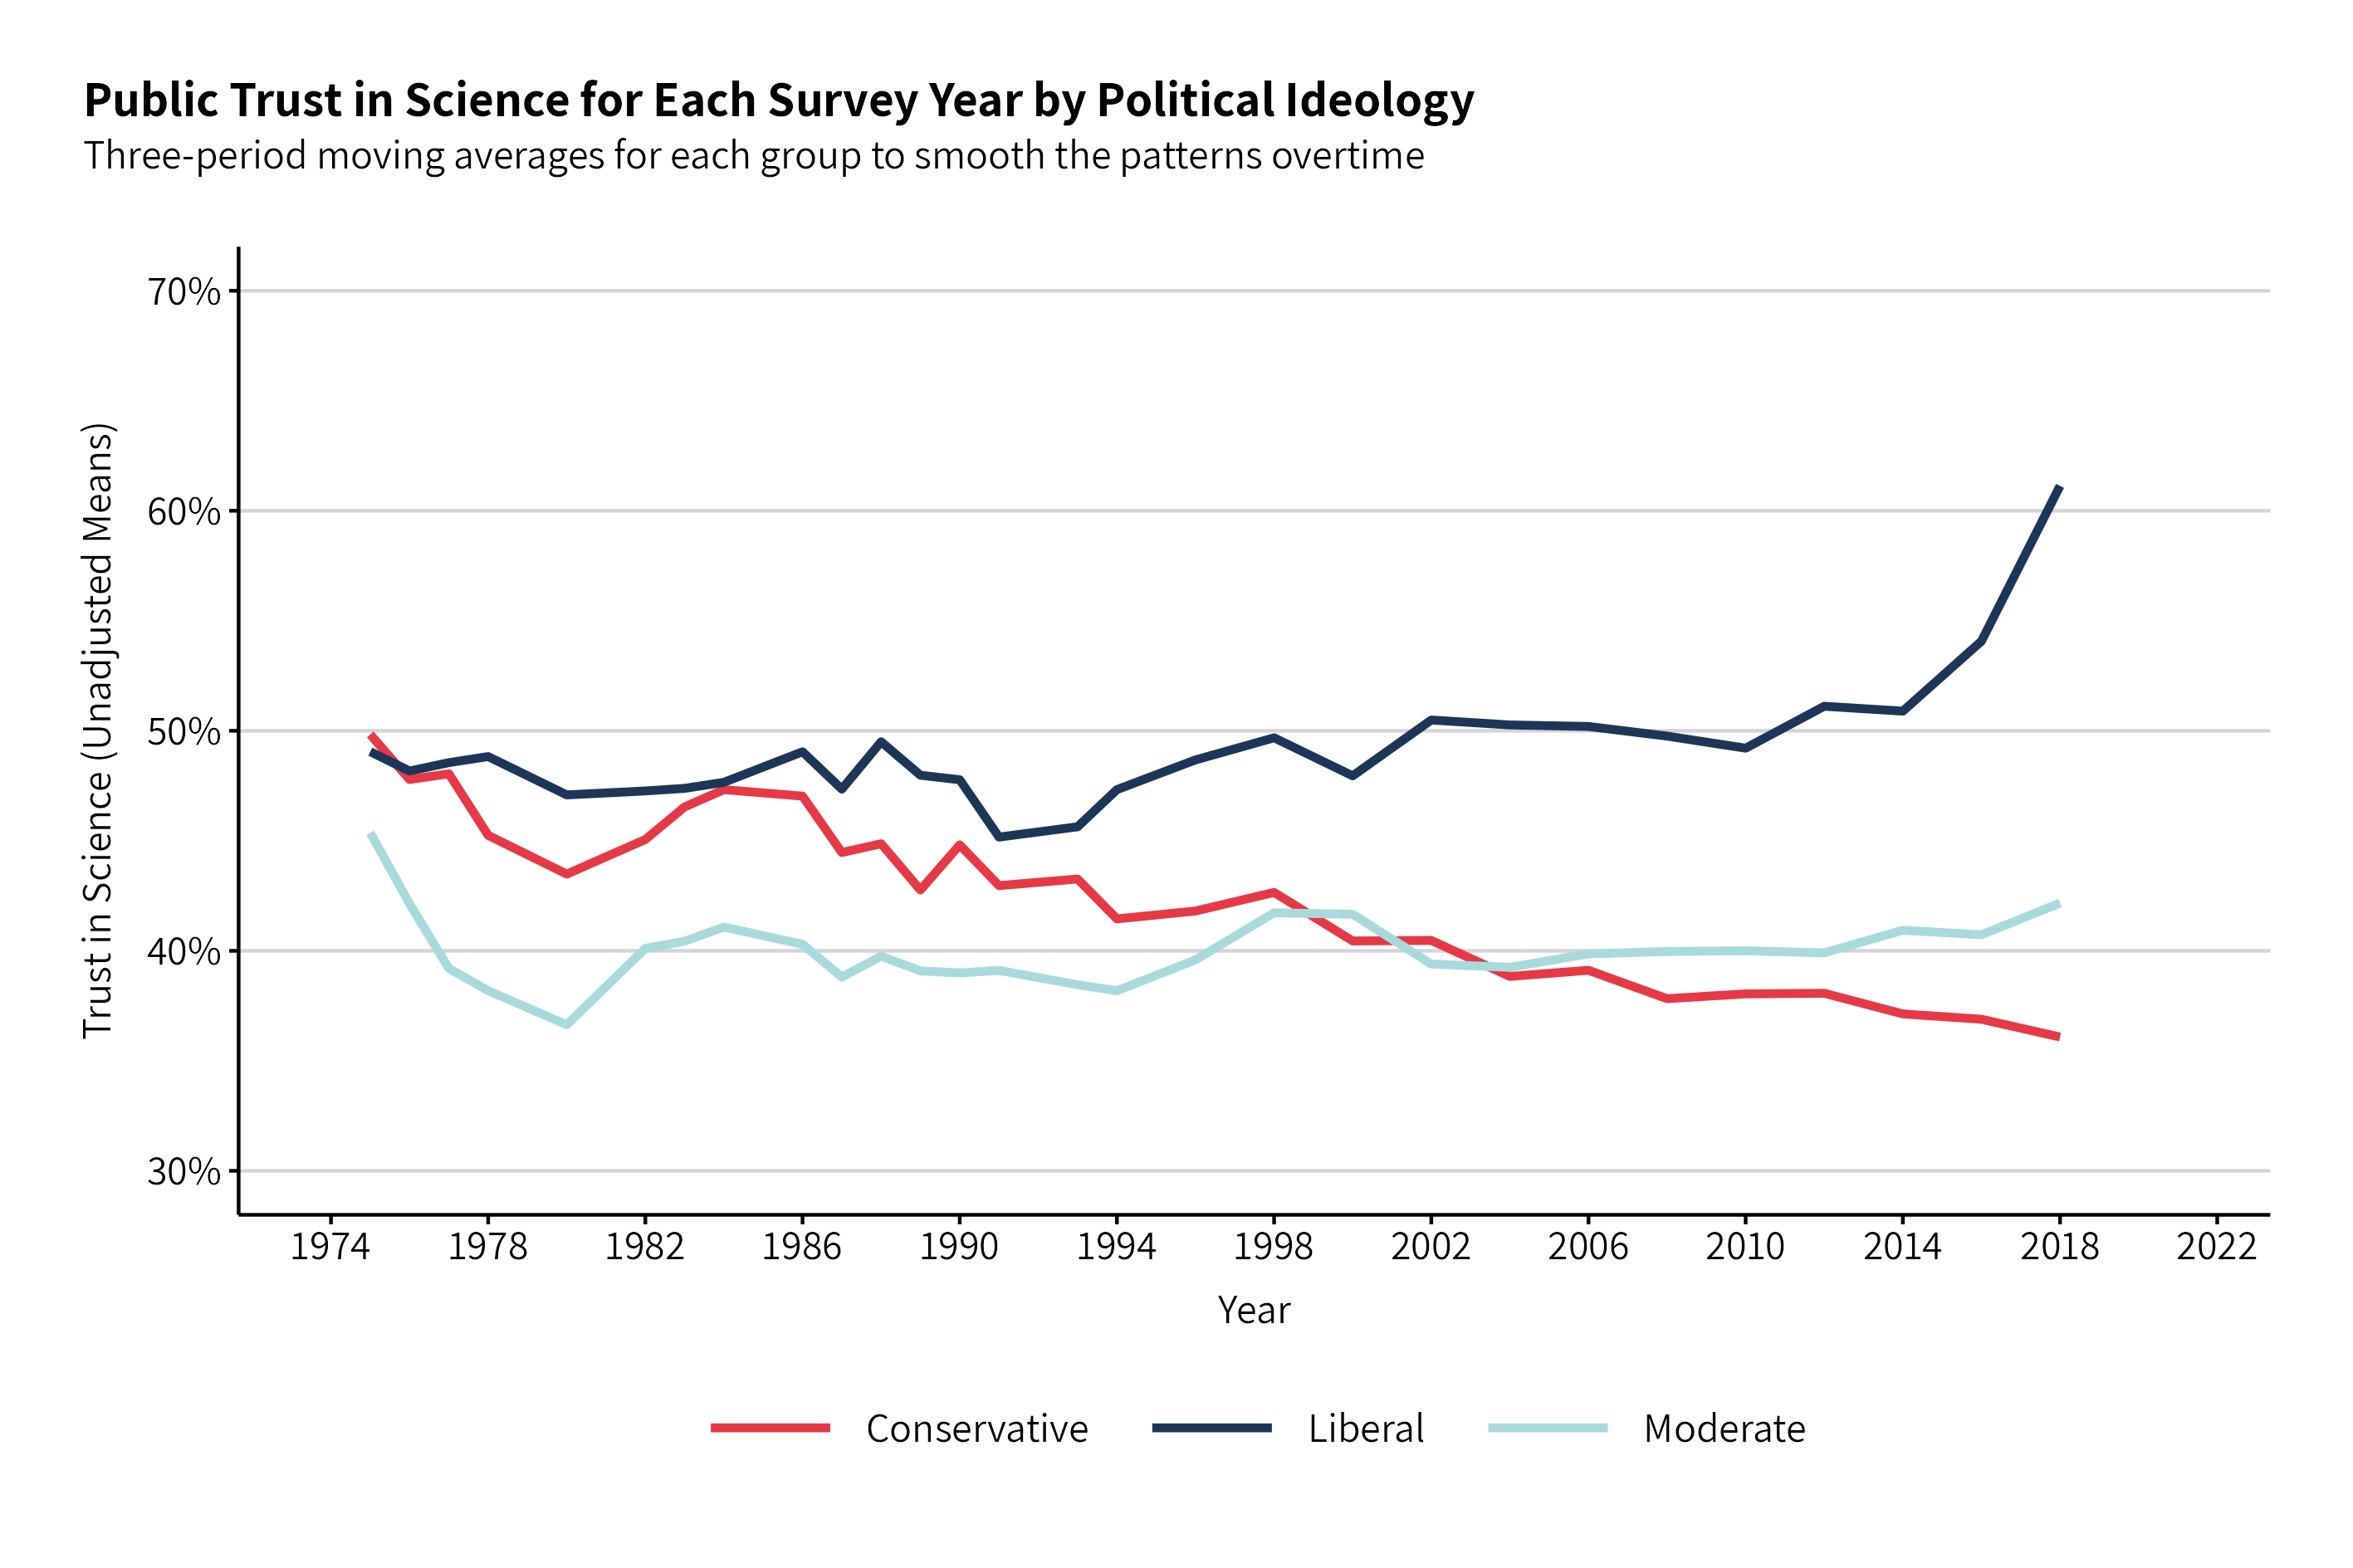 Public Trust in Science for Each Survey Year by Political Ideology
Three-period moving averages for each group to smooth the patterns overtime
Trust in Science (Unadjusted Means)
70%
60%
50%
40%
30%
1974 1978 1982 1986 1990 1994 1998 2002 2006 2010 2014 2018 2022
Year
Conservative Liberal Moderate